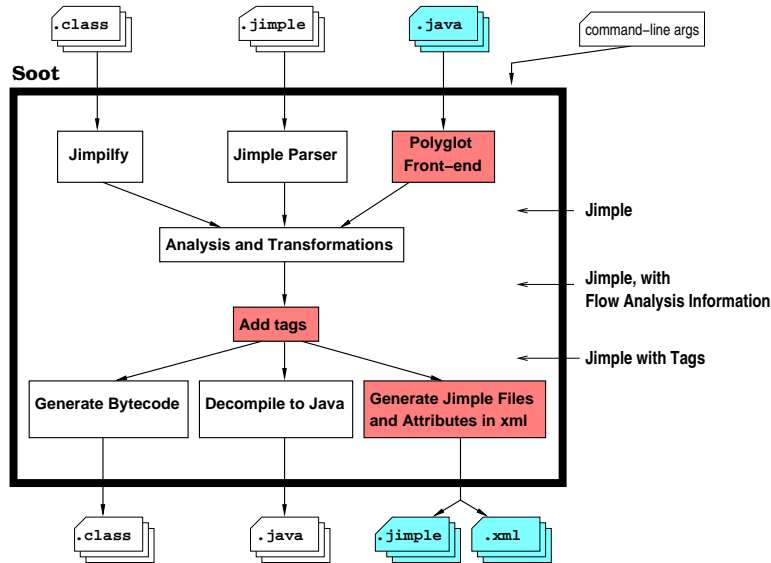 .class
.jimple
.java
command–line args
Soot
Jimpilfy
Jimple Parser
Polyglot
Front–end
Jimple
Analysis and Transformations
Jimple, with
Flow Analysis Information
Add tags
Jimple with Tags
Generate Bytecode
Decompile to Java
Generate Jimple Files
and Attributes in xml
.class
.java
.jimple
.xml